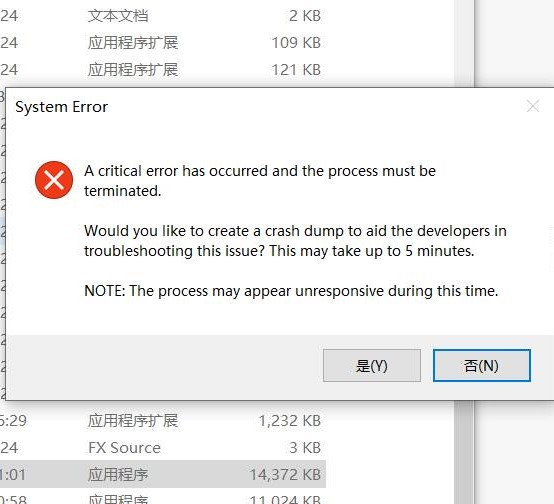 24 文本文档 2 KB
24 应用程序扩展 109 KB
24 应用程序扩展 121 KB
System Error
A critical error has occurred and the process must be
terminated.
Would you like to create a crash dump to aid the developers in
troubleshooting this issue? This may take up to 5 minutes.
NOTE: The process may appear unresponsive during this time.
是(Y) 否(N)
:29 应用程序扩展 1,232 KB
24 FX Source 3 KB
1:01 应用程序 14,372 KB
0:58 应用程序 11,024 KB